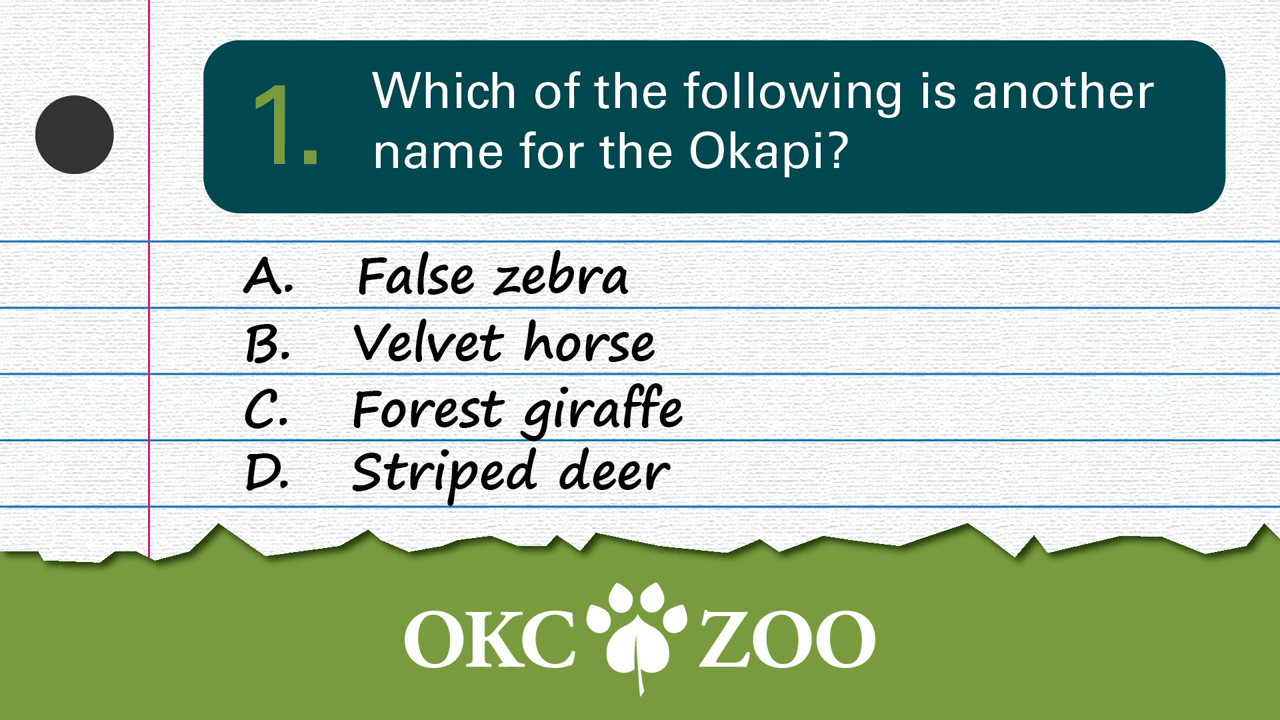 1. Which of the following is another
name for the Okapi?
A. False zebra
B. Velvet horse
C. Forest giraffe
D. Striped deer
OKC ZOO